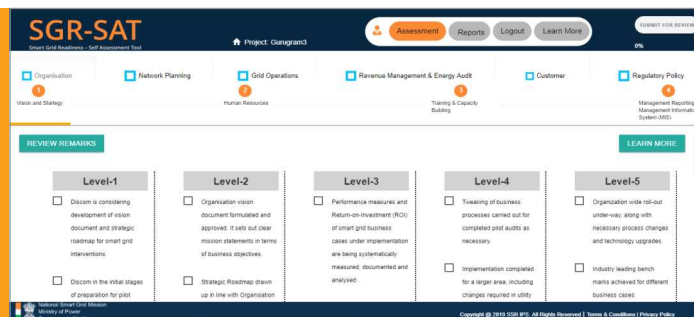 SGR-SAT
Smart Grid Readiness - Self Assessment Tool
Project: Gurugram3
Assessment
Reports
Logout
Learn More
SUBMIT FOR REVIEW
0%
Organisation
Network Planning
Grid Operations
Revenue Management & Energy Audit
Customer
Regulatory Policy
1
2
3
4
Vision and Startegy
Human Resources
Training & Capacity
Building
Management Reporting
Management Informatic
System (MIS)
REVIEW REMARKS
LEARN MORE
Level-1
Discom is considering
development of vision
document and strategic
roadmap for smart grid
interventions.
Discom in the initial stages
of preparation for pilot
Level-2
Organisation vision
document formulated and
approved. It sets out clear
mission statements in terms
of business objectives.
Strategic Roadmap drawn
up in line with Organisation
Level-3
Performance measures and
Return-on-Investment (ROI)
of smart grid business
cases under implementation
are being systematically
measured, documented and
analysed
Level-4
Tweaking of business
processes carried out for
completed pilot audits as
necessary.
Implementation completed
for a larger area, including
changes required in utility
Level-5
Organization wide roll-out
under-way, along with
necessary process changes
and technology upgrades.
Industry leading bench
marks achieved for different
business cases.
National Smart Grid Mission
Ministry of Power
Copyright @ 2019 SSR IPS. All Rights Reserved | Terms & Conditions | Privacy Policy